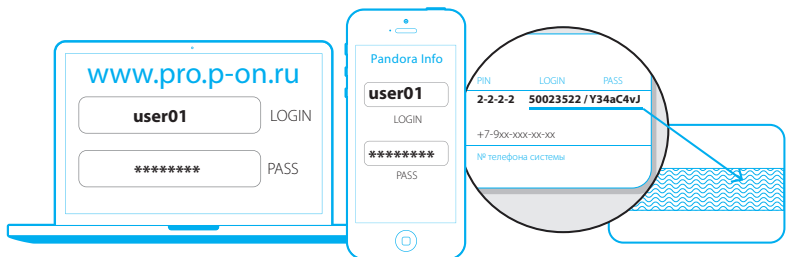 www.pro.p-on.ru
user01 LOGIN
******** PASS
Pandora Info
user01
LOGIN
********
PASS
PIN LOGIN PASS
2-2-2-2 50023522 / Y34aC4vJ
+7-9xx-xxx-xx-xx
№ телефона системы